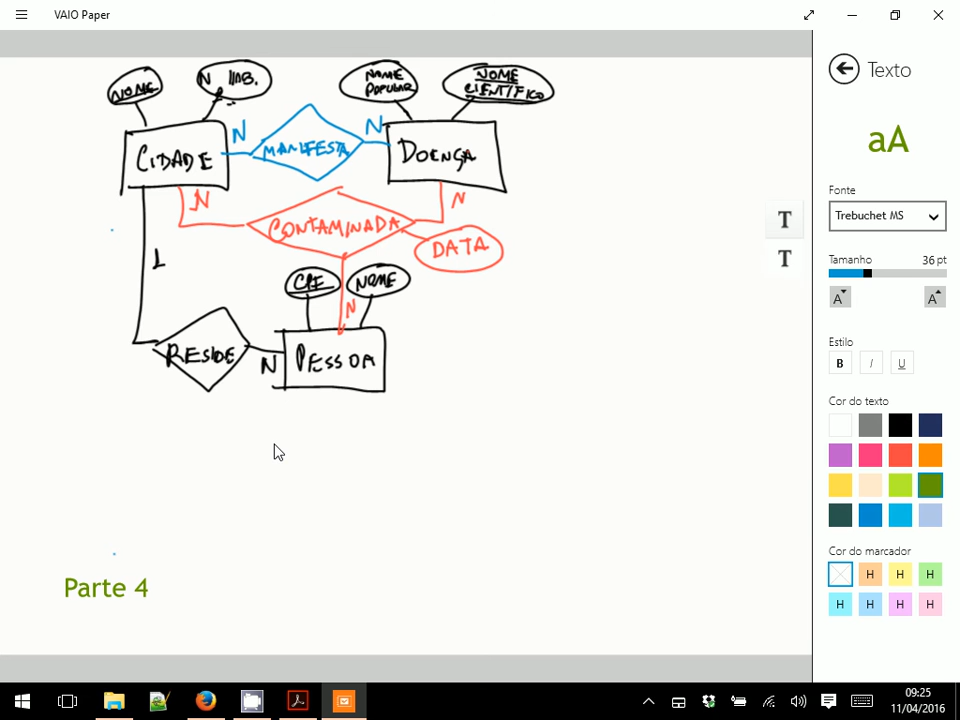 VAIO Paper
NOME
N HAB.
NOME
POPULAR
NOME
CIENTÍFICO
N
N
CIDADE
MANIFESTA
DOENÇA
N
N
CONTAMINADA
DATA
1
CPF
NOME
N
RESIDE
N
PESSOA
Parte 4
Texto
aA
Fonte
Trebuchet MS
T
T
Tamanho
36 pt
A
A
Estilo
B
I
U
Cor do texto
Cor do marcador
H
H
H
H
H
H
H
09:25
11/04/2016